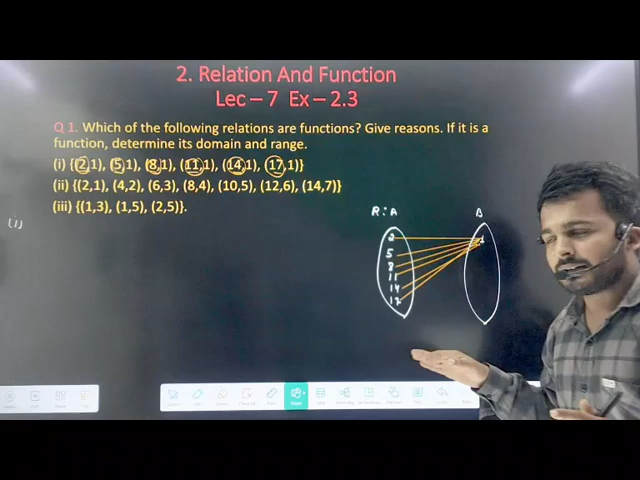 2. Relation And Function
Lec – 7 Ex – 2.3
Q 1. Which of the following relations are functions? Give reasons. If it is a
function, determine its domain and range.
(i) {(2,1), (5,1), (8,1), (11,1), (14,1), (17,1)}
(ii) {(2,1), (4,2), (6,3), (8,4), (10,5), (12,6), (14,7)}
(iii) {(1,3), (1,5), (2,5)}.
(i)
R : A B
2 1
5
8
11
14
17